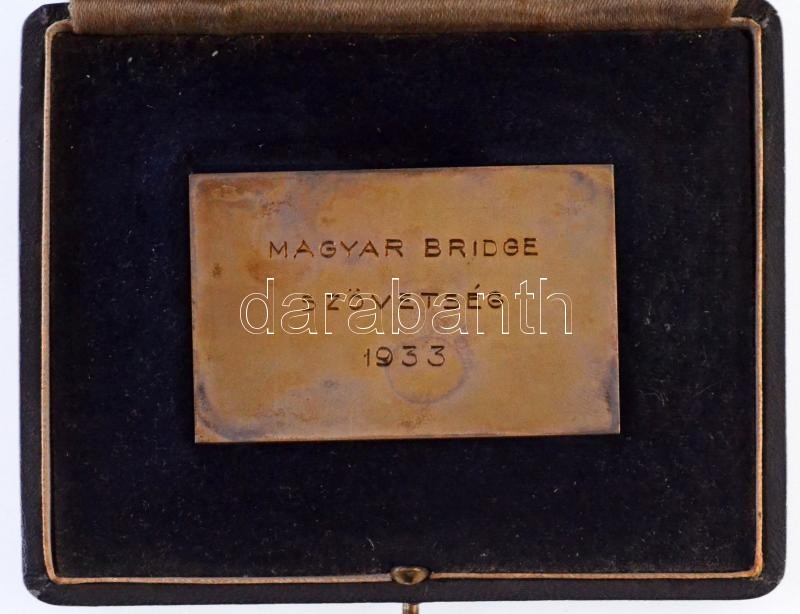 MAGYAR BRIDGE
SZÖVETSÉG
darabanth
1933